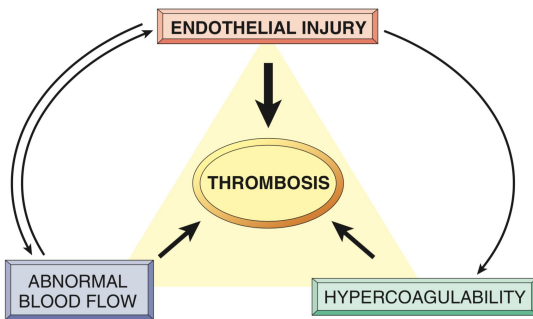 ENDOTHELIAL INJURY
THROMBOSIS
ABNORMAL
BLOOD FLOW
HYPERCOAGULABILITY